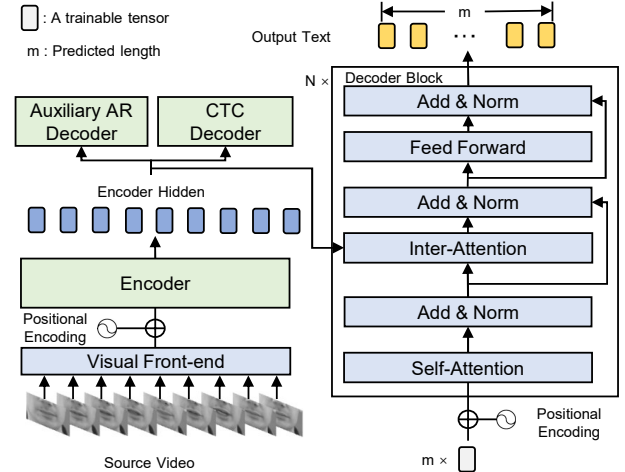 : A trainable tensor
m : Predicted length
Output Text
m
...
N ×
Decoder Block
Add & Norm
Feed Forward
Add & Norm
Inter-Attention
Add & Norm
Self-Attention
Positional
Encoding
m ×
Auxiliary AR
Decoder
CTC
Decoder
Encoder Hidden
Encoder
Positional
Encoding
Visual Front-end
Source Video